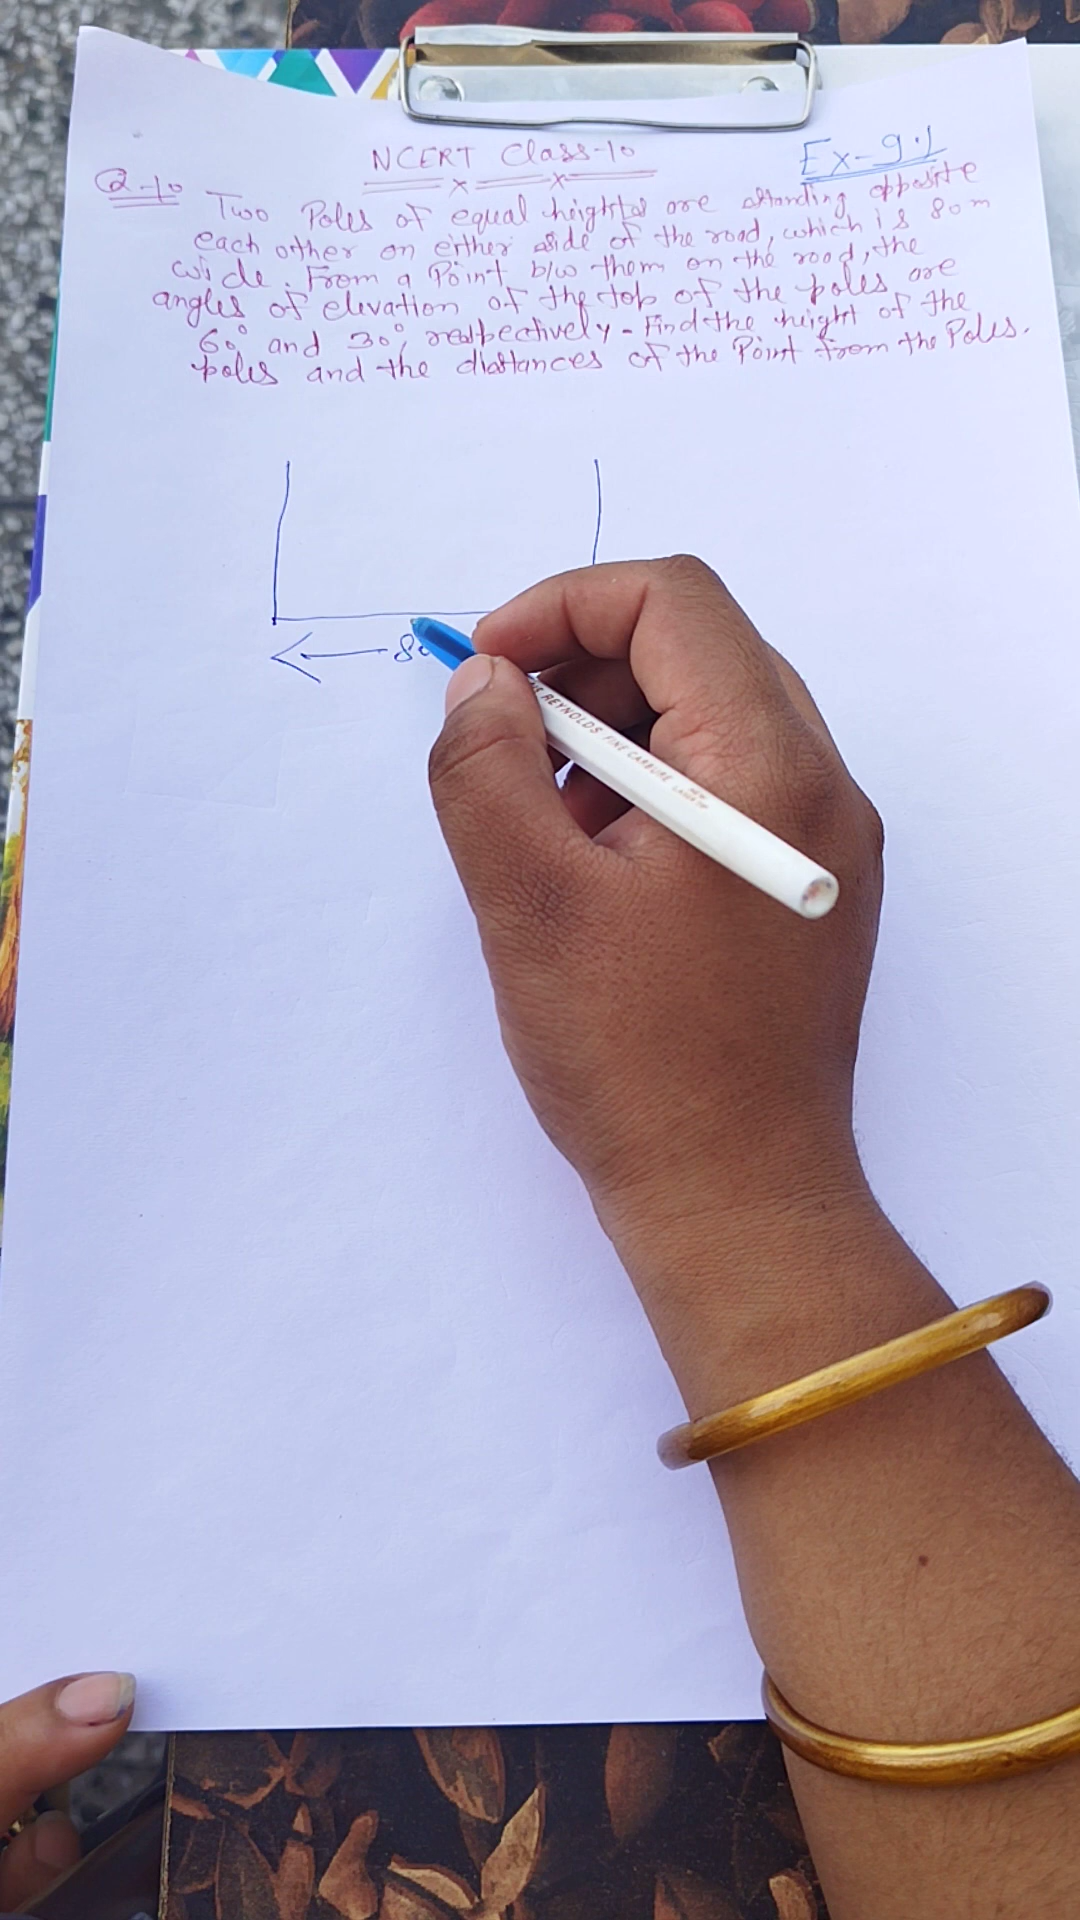 NCERT Class-10
Ex-9.1
Q-10 Two Poles of equal heights are standing opposite
each other on either side of the road, which is 80m
wide. From a Point b/w them on the road, the
angles of elevation of the top of the poles are
60° and 30°, respectively - Find the height of the
poles and the distances of the Point from the Poles.
REYNOLDS FINE CARBURE